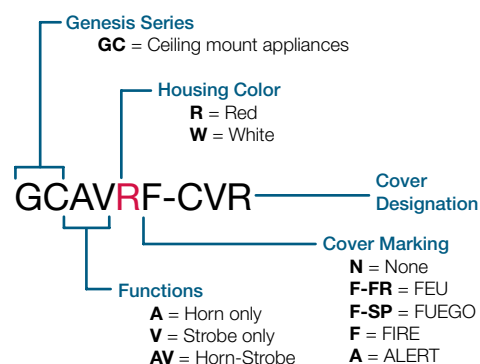 Genesis Series
GC = Ceiling mount appliances
Housing Color
R = Red
W = White
GCAVRF-CVR
Cover
Designation
Cover Marking
N = None
F-FR = FEU
F-SP = FUEGO
F = FIRE
A = ALERT
Functions
A = Horn only
V = Strobe only
AV = Horn-Strobe